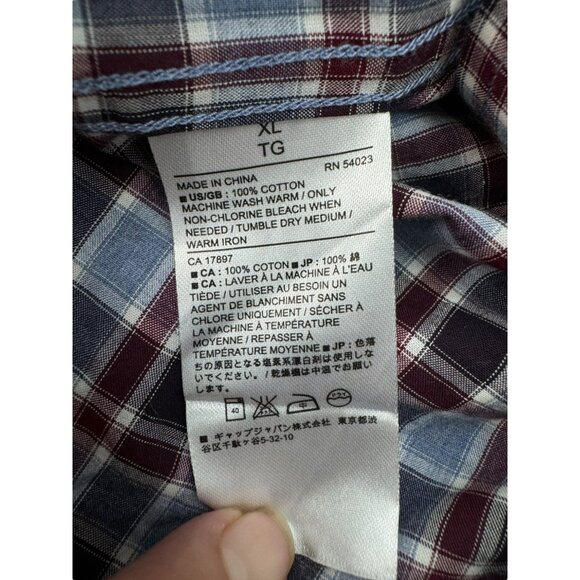 XL
TG
RN 54023
MADE IN CHINA
■ US/GB : 100% COTTON
MACHINE WASH WARM / ONLY
NON-CHLORINE BLEACH WHEN
NEEDED / TUMBLE DRY MEDIUM /
WARM IRON
CA 17897
■ CA : 100% COTON ■ JP : 100% 綿
■ CA : LAVER À LA MACHINE À L'EAU
TIÈDE / UTILISER AU BESOIN UN
AGENT DE BLANCHIMENT SANS
CHLORE UNIQUEMENT / SÉCHER À
LA MACHINE À TEMPÉRATURE
MOYENNE / REPASSER À
TEMPÉRATURE MOYENNE ■ JP : 色落
ちの原因となる塩素系漂白剤は使用しな
いでください。/ 乾燥機は中温でお願い
します。
40 中
■ ギャップジャパン株式会社 東京都渋
谷区千駄ヶ谷5-32-10